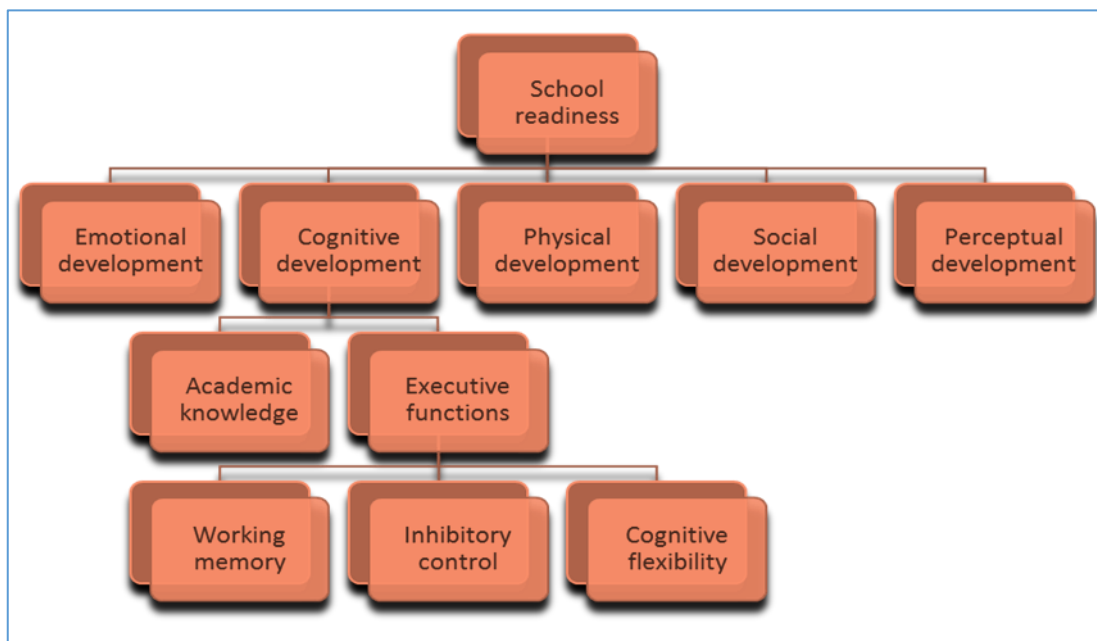 School
readiness
Emotional
development
Cognitive
development
Physical
development
Social
development
Perceptual
development
Academic
knowledge
Executive
functions
Working
memory
Inhibitory
control
Cognitive
flexibility